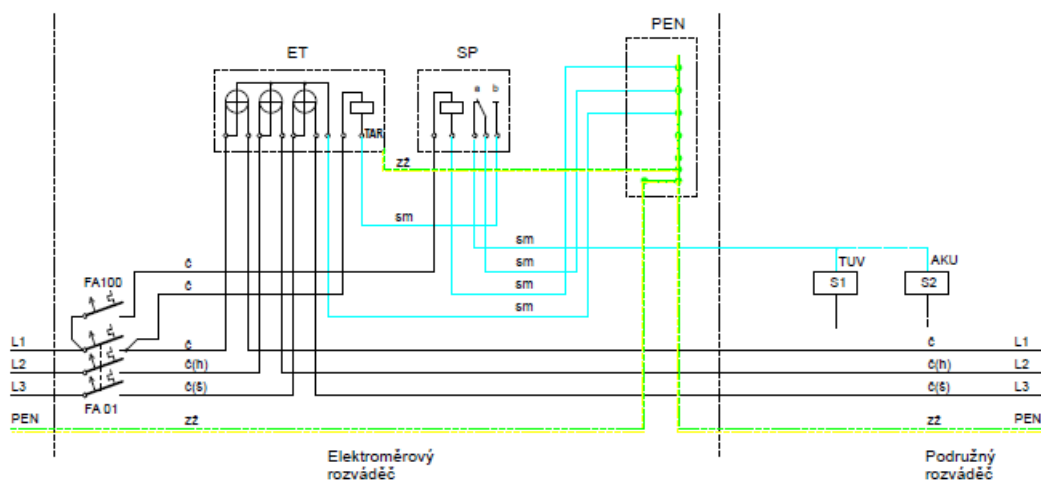 ET
SP
PEN
a
b
TAR
zž
sm
sm
sm
sm
č
FA100
č
TUV
AKU
S1
S2
L1
č
č
L1
L2
č(h)
č(h)
L2
L3
č(š)
č(š)
L3
FA 01
PEN
zž
zž
PEN
Elektroměrový
rozváděč
Podružný
rozváděč